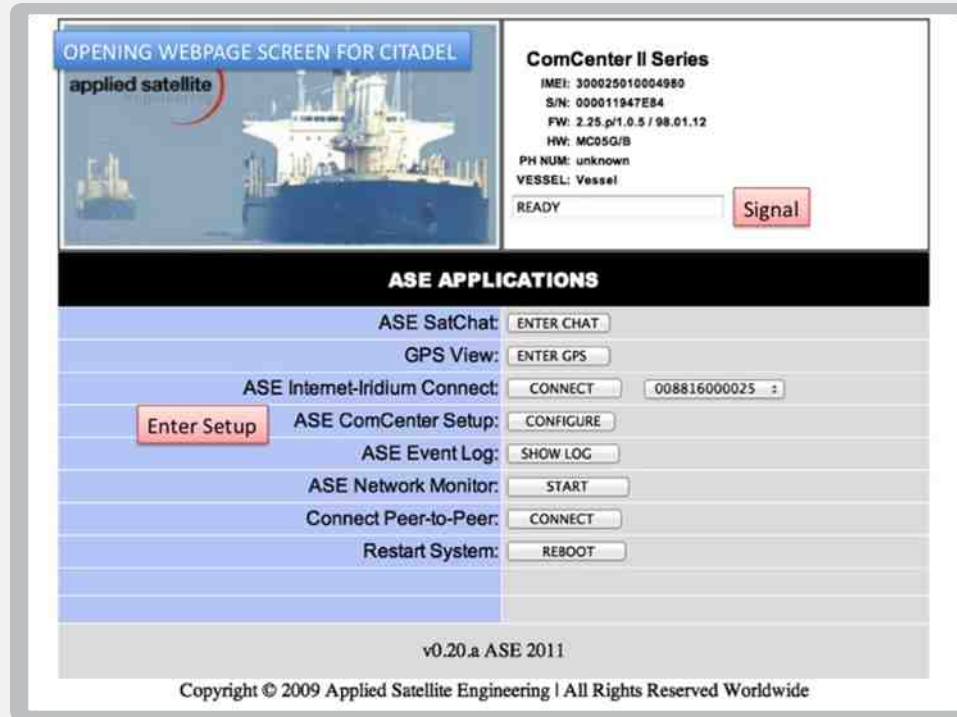 OPENING WEBPAGE SCREEN FOR CITADEL
applied satellite
ComCenter II Series
IMEI: 300025010004980
S/N: 000011947E84
FW: 2.25.p/1.0.5 / 98.01.12
HW: MC05G/B
PH NUM: unknown
VESSEL: Vessel
READY
Signal
ASE APPLICATIONS
ASE SatChat: ENTER CHAT
GPS View: ENTER GPS
ASE Internet-Iridium Connect: CONNECT 008816000025
Enter Setup
ASE ComCenter Setup: CONFIGURE
ASE Event Log: SHOW LOG
ASE Network Monitor: START
Connect Peer-to-Peer: CONNECT
Restart System: REBOOT
v0.20.a ASE 2011
Copyright © 2009 Applied Satellite Engineering | All Rights Reserved Worldwide